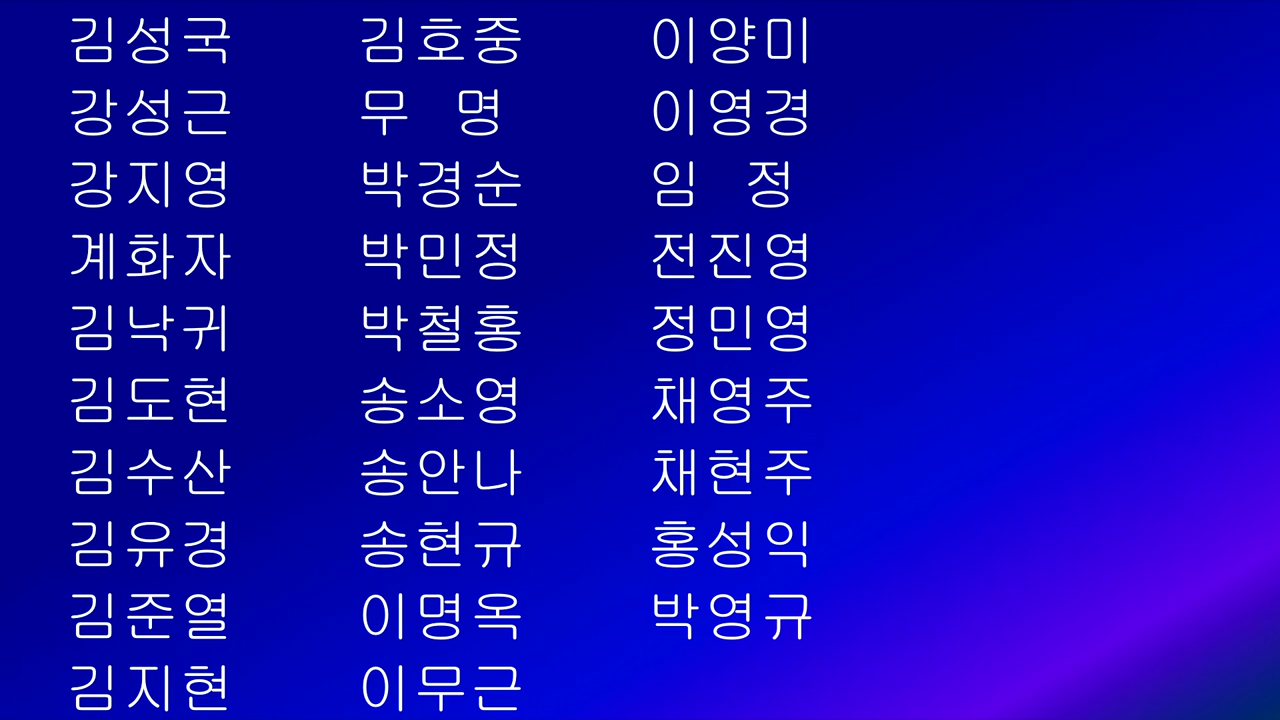 김성국 김호중 이양미
강성근 무 명 이영경
강지영 박경순 임 정
계화자 박민정 전진영
김낙귀 박철홍 정민영
김도현 송소영 채영주
김수산 송안나 채현주
김유경 송현규 홍성익
김준열 이명옥 박영규
김지현 이무근